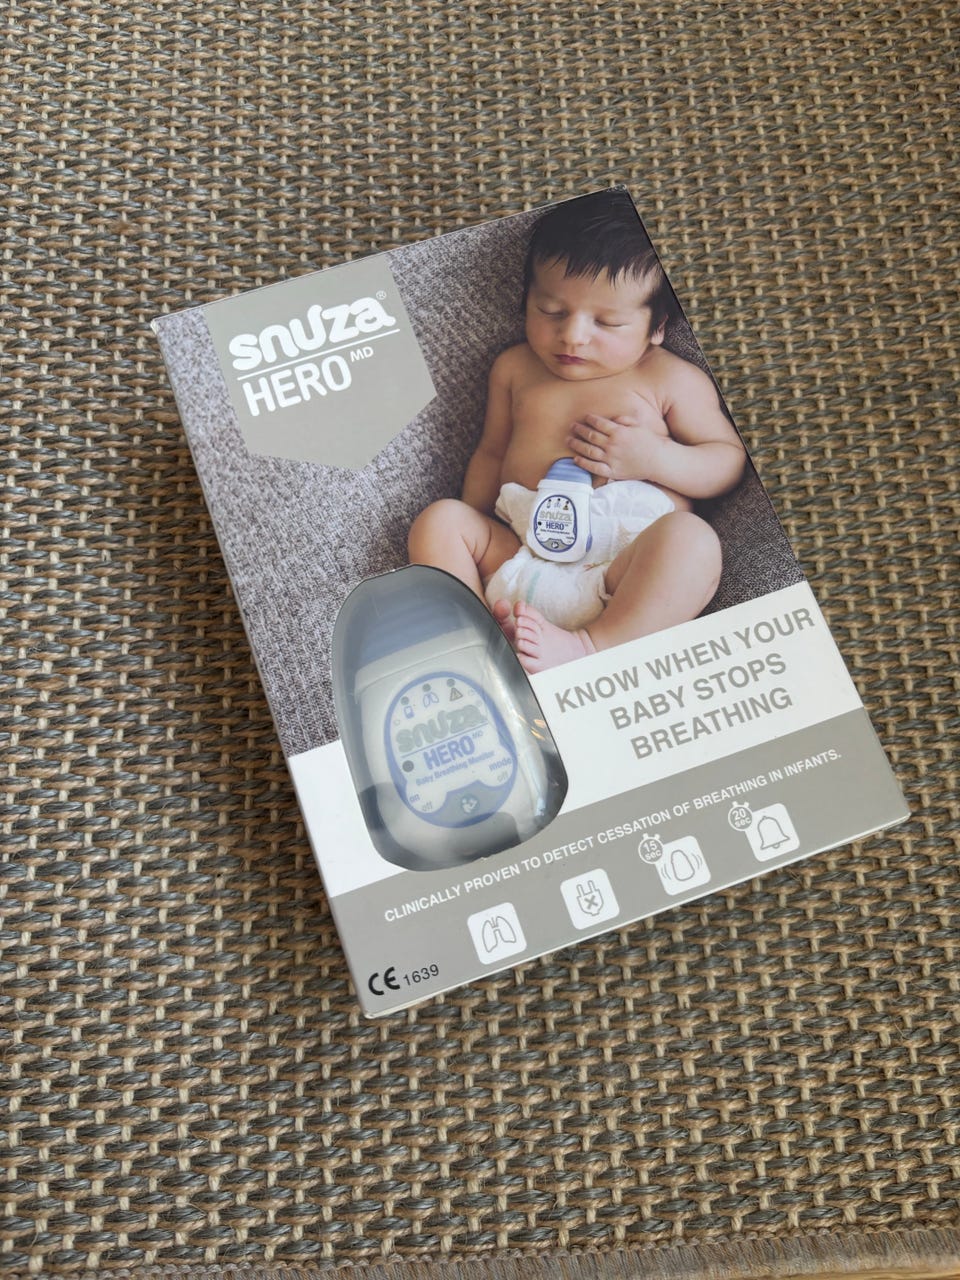 snuza®
HERO MD
snuza
HERO
KNOW WHEN YOUR
BABY STOPS
BREATHING
snuza
HERO MD
Baby Breathing Monitor
on
off
mode
off
CLINICALLY PROVEN TO DETECT CESSATION OF BREATHING IN INFANTS.
15
sec
20
sec
CE 1639